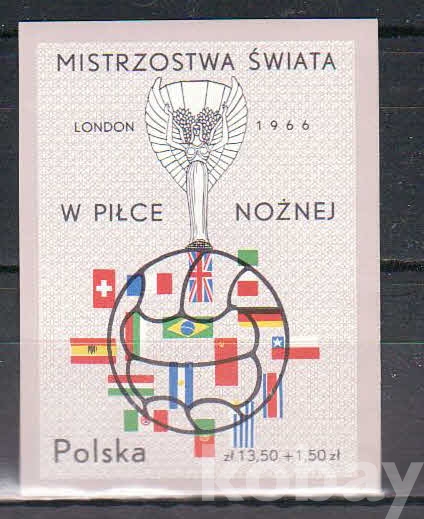 MISTRZOSTWA ŚWIATA
LONDON 1966
W PIŁCE NOŻNEJ
Polska zł 13,50 + 1,50 zł
kobay